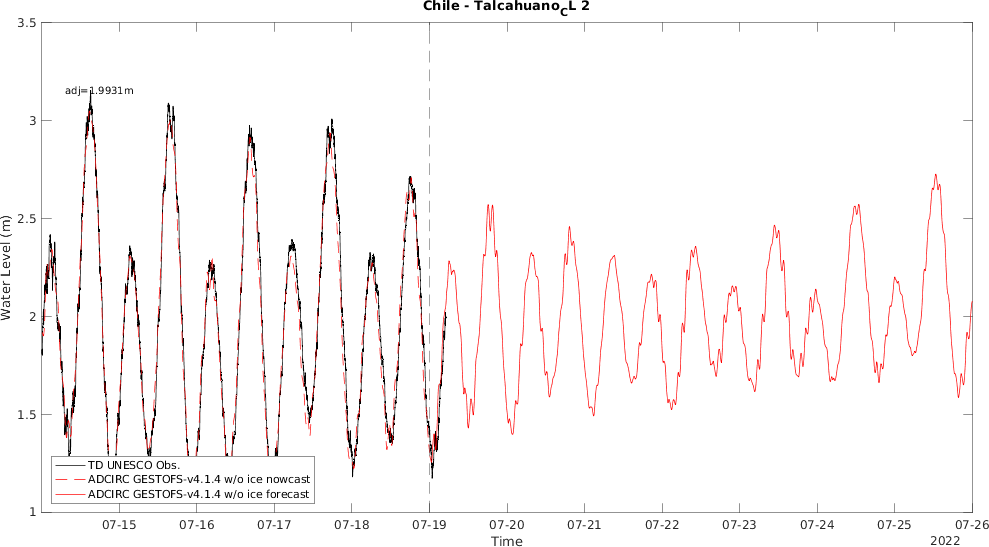 Chile - TalcahuanoCL 2
3.5
3
2.5
2
1.5
1
Water Level (m)
adj=1.9931m
TD UNESCO Obs.
ADCIRC GESTOFS-v4.1.4 w/o ice nowcast
ADCIRC GESTOFS-v4.1.4 w/o ice forecast
07-15 07-16 07-17 07-18 07-19 07-20 07-21 07-22 07-23 07-24 07-25 07-26
Time
2022